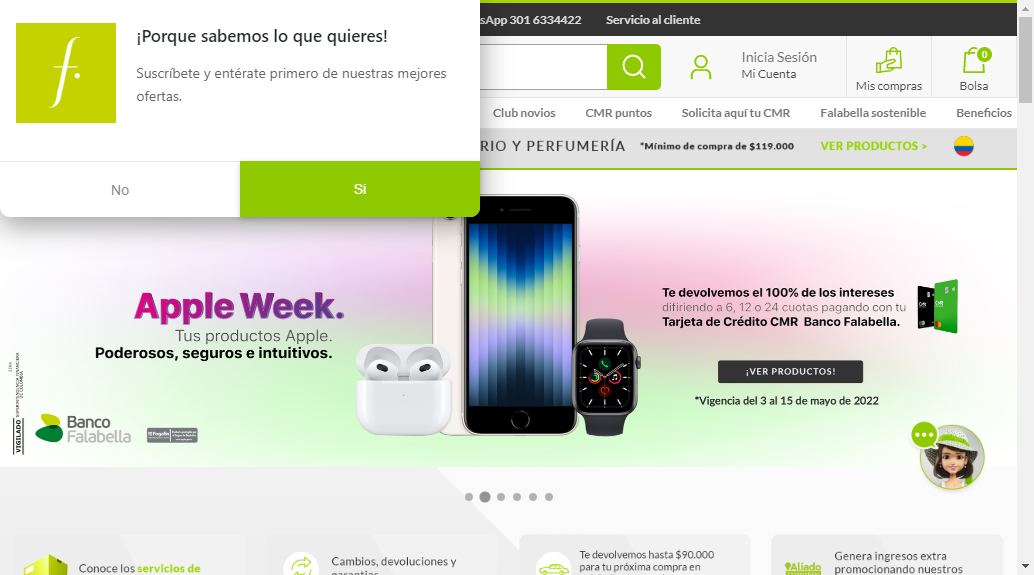 ¡Porque sabemos lo que quieres!
Suscríbete y entérate primero de nuestras mejores
ofertas.
No
Si
sApp 301 6334422
Servicio al cliente
Inicia Sesión
Mi Cuenta
Mis compras
0
Bolsa
Club novios
CMR puntos
Solicita aquí tu CMR
Falabella sostenible
Beneficios
RIO Y PERFUMERÍA
*Mínimo de compra de $119.000
VER PRODUCTOS >
Apple Week.
Tus productos Apple.
Poderosos, seguros e intuitivos.
Te devolvemos el 100% de los intereses
difiriendo a 6, 12 o 24 cuotas pagando con tu
Tarjeta de Crédito CMR Banco Falabella.
¡VER PRODUCTOS!
*Vigencia del 3 al 15 de mayo de 2022
VIGILADO
Banco
Falabella
Conoce los servicios de
Cambios, devoluciones y
garantías
Te devolvemos hasta $90.000
para tu próxima compra en
Aliado
Genera ingresos extra
promocionando nuestros